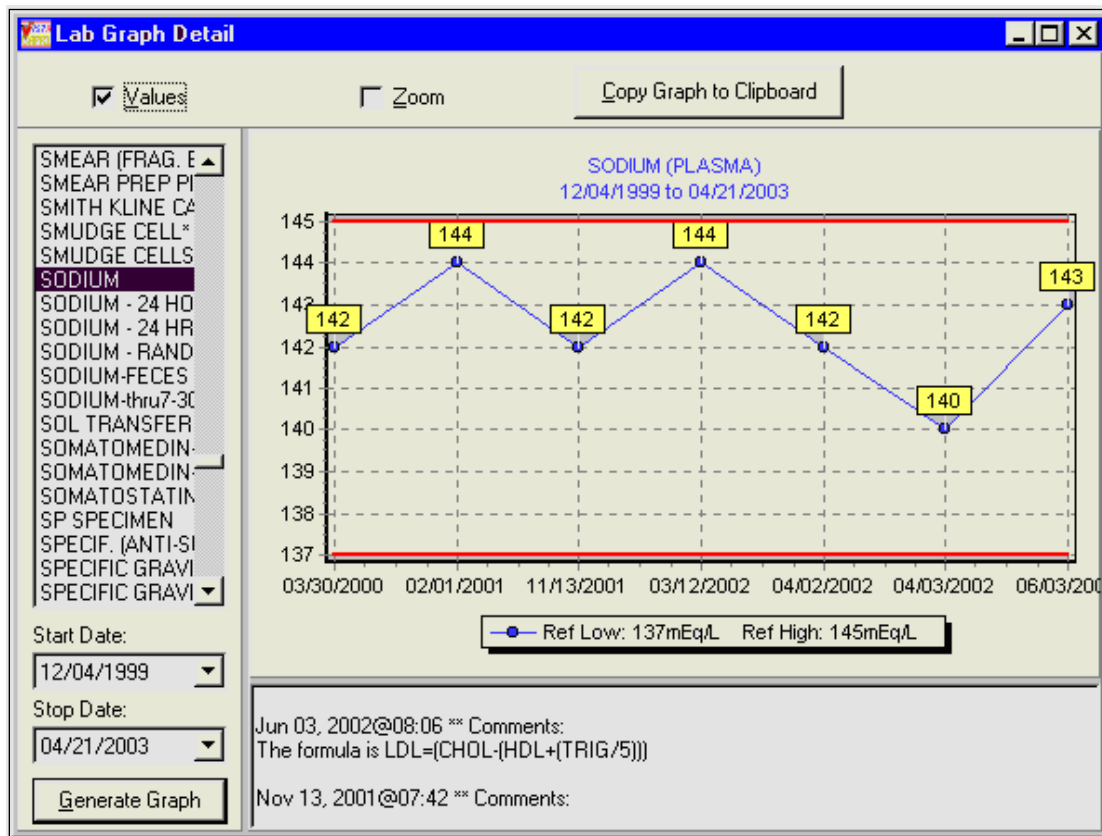 Lab Graph Detail
Values
Zoom
Copy Graph to Clipboard
SMEAR (FRAG. E
SMEAR PREP PI
SMITH KLINE CA
SMUDGE CELL*
SMUDGE CELLS
SODIUM
SODIUM - 24 HO
SODIUM - 24 HR
SODIUM - RAND
SODIUM-FECES
SODIUM-thru7-30
SOL TRANSFER
SOMATOMEDIN-
SOMATOMEDIN-
SOMATOSTATIN
SP SPECIMEN
SPECIF. (ANTI-SI
SPECIFIC GRAVI
SPECIFIC GRAVI
Start Date:
12/04/1999
Stop Date:
04/21/2003
Generate Graph
SODIUM (PLASMA)
12/04/1999 to 04/21/2003
145
144
143
142
141
140
139
138
137
142
144
142
144
142
140
143
03/30/2000 02/01/2001 11/13/2001 03/12/2002 04/02/2002 04/03/2002 06/03/200
Ref Low: 137mEq/L Ref High: 145mEq/L
Jun 03, 2002@08:06 ** Comments:
The formula is LDL=(CHOL-(HDL+(TRIG/5)))
Nov 13, 2001@07:42 ** Comments: